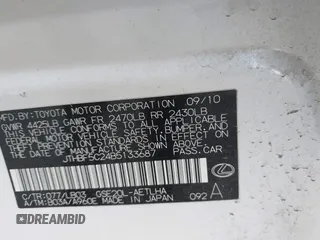 MFD.BY:TOYOTA MOTOR CORPORATION 09/10
GVWR 4825LB GAWR FR 2470LB RR 2430LB
THIS VEHICLE CONFORMS TO ALL APPLICABLE
FEDERAL MOTOR VEHICLE SAFETY, BUMPER, AND
THEFT PREVENTION STANDARDS IN EFFECT ON
THE DATE OF MANUFACTURE SHOWN ABOVE.
JTHBF5C24B5133687 PASS. CAR
C/TR:077/LB03 GSE20L-AETLHA
A/TM:B03A/A960E MADE IN JAPAN 092 A
DEALERSHIP